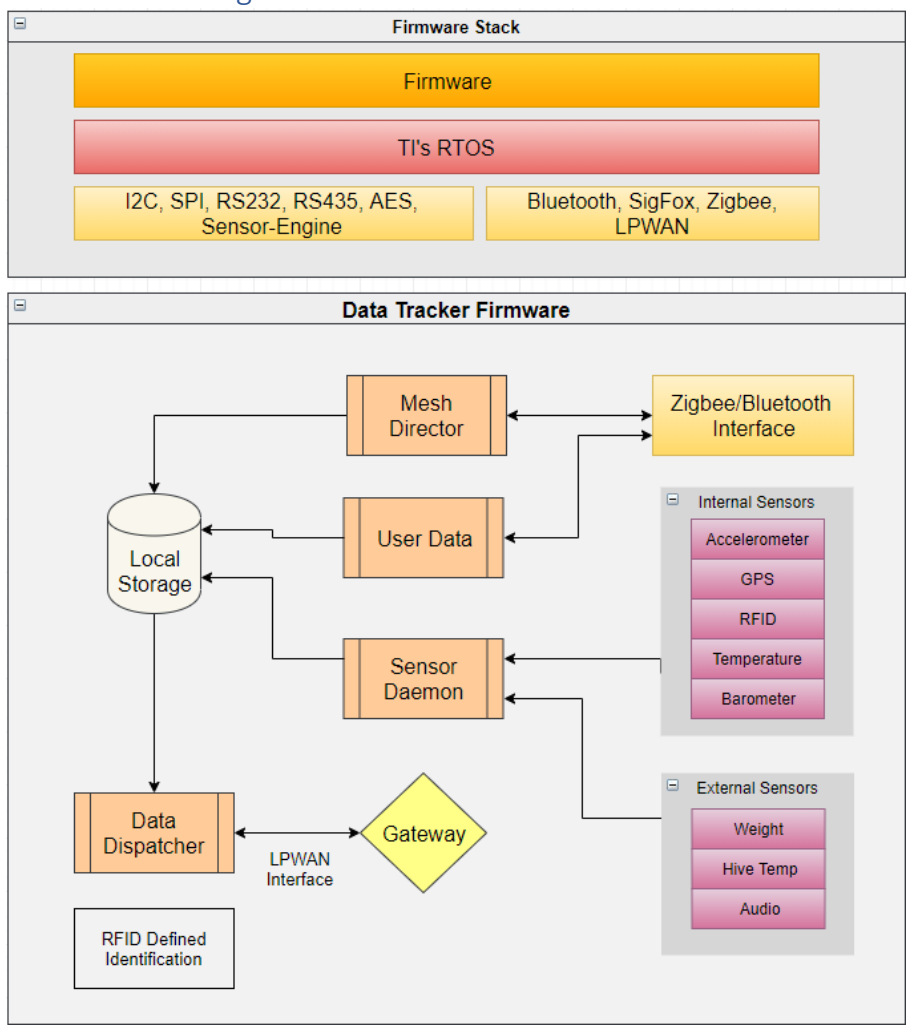 Firmware Stack
Firmware
TI's RTOS
I2C, SPI, RS232, RS435, AES,
Sensor-Engine
Bluetooth, SigFox, Zigbee,
LPWAN
Data Tracker Firmware
Mesh
Director
Zigbee/Bluetooth
Interface
Internal Sensors
Accelerometer
GPS
RFID
Temperature
Barometer
User Data
Local
Storage
Sensor
Daemon
External Sensors
Weight
Hive Temp
Audio
Data
Dispatcher
LPWAN
Interface
Gateway
RFID Defined
Identification